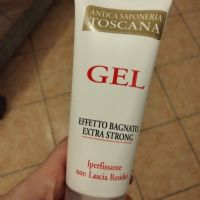 ANTICA SAPONERIA
TOSCANA
GEL
EFFETTO BAGNATO
EXTRA STRONG
Iperfissante
non Lascia Residui